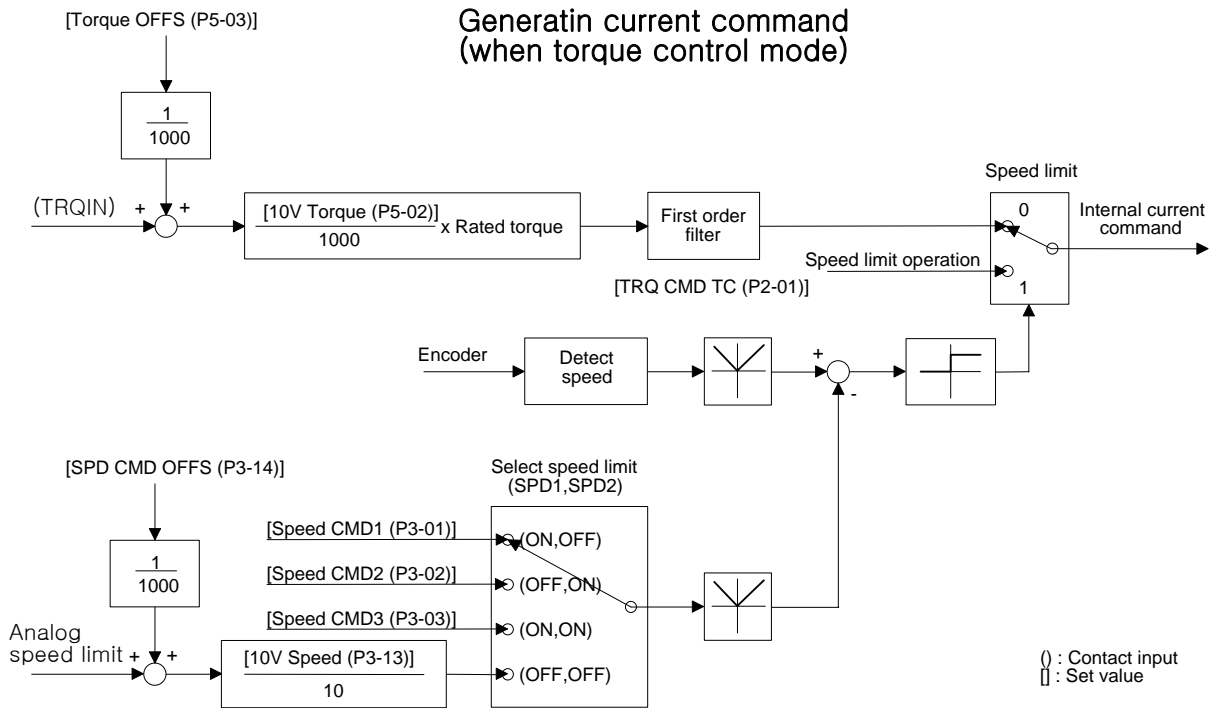 [Torque OFFS (P5-03)]
Generatin current command
(when torque control mode)
1
1000
Speed limit
(TRQIN)
+
+
[10V Torque (P5-02)]
1000
x Rated torque
First order
filter
0
Internal current
command
Speed limit operation
[TRQ CMD TC (P2-01)]
1
Encoder
Detect
speed
+
-
[SPD CMD OFFS (P3-14)]
Select speed limit
(SPD1,SPD2)
[Speed CMD1 (P3-01)]
(ON,OFF)
1
1000
[Speed CMD2 (P3-02)]
(OFF,ON)
[Speed CMD3 (P3-03)]
(ON,ON)
Analog
speed limit
+
+
[10V Speed (P3-13)]
10
(OFF,OFF)
() : Contact input
[] : Set value